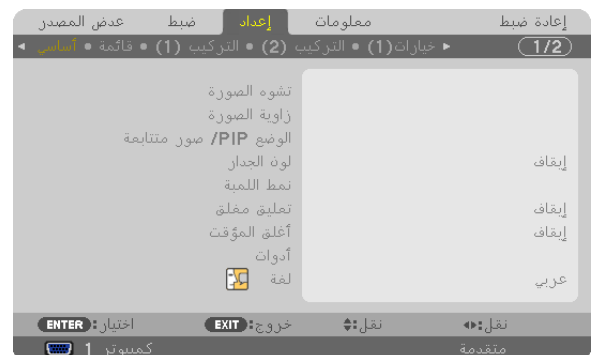 عرض المصدر ضبط إعداد معلومات إعادة ضبط
◄ أساسي • قائمة • التركيب (1) • التركيب (2) • خيارات(1) ► 1/2
تشوه الصورة
زاوية الصورة
الوضع PIP/ صور متتابعة
لون الجدار إيقاف
نمط اللمبة
تعليق مغلق إيقاف
أغلق المؤقت إيقاف
أدوات
لغة عربي
ENTER :اختيار EXIT :خروج نقل: نقل:
كمبيوتر 1 متقدمة